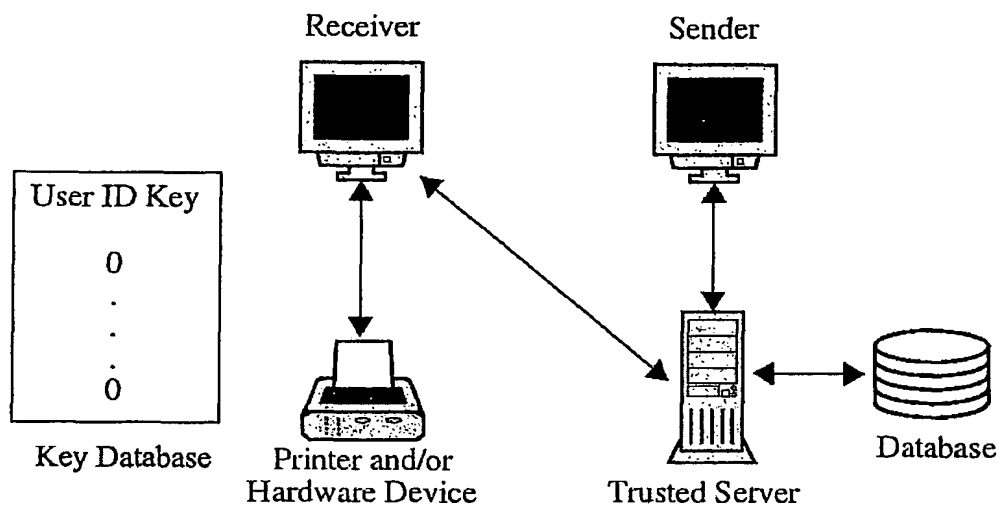 Receiver
Sender
User ID Key
0
.
.
.
0
Key Database
Printer and/or
Hardware Device
Trusted Server
Database